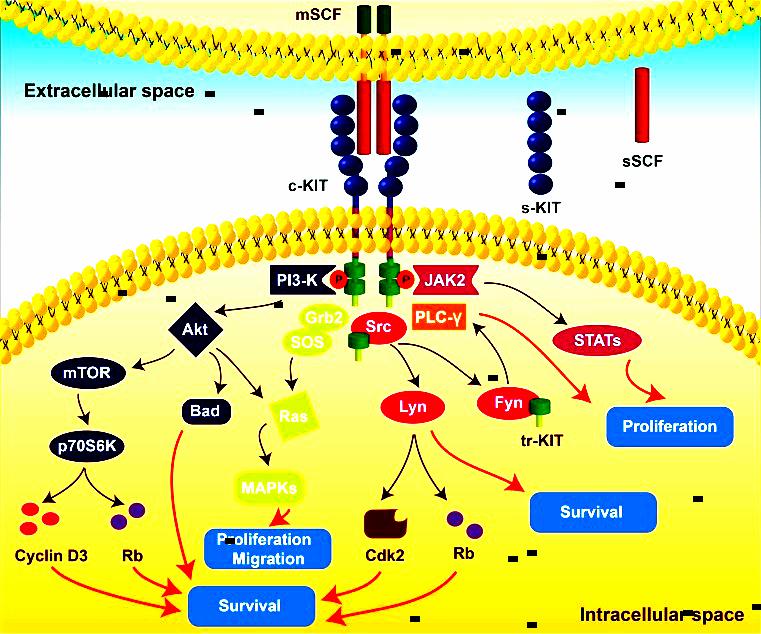 mSCF
Extracellular space
sSCF
c-KIT
s-KIT
PI3-K
P
P
JAK2
Grb2
Src
PLC-γ
Akt
SOS
STATs
mTOR
Bad
Ras
Lyn
Fyn
Proliferation
p70S6K
tr-KIT
MAPKs
Survival
Proliferation
Migration
Cyclin D3
Rb
Cdk2
Rb
Survival
Intracellular space